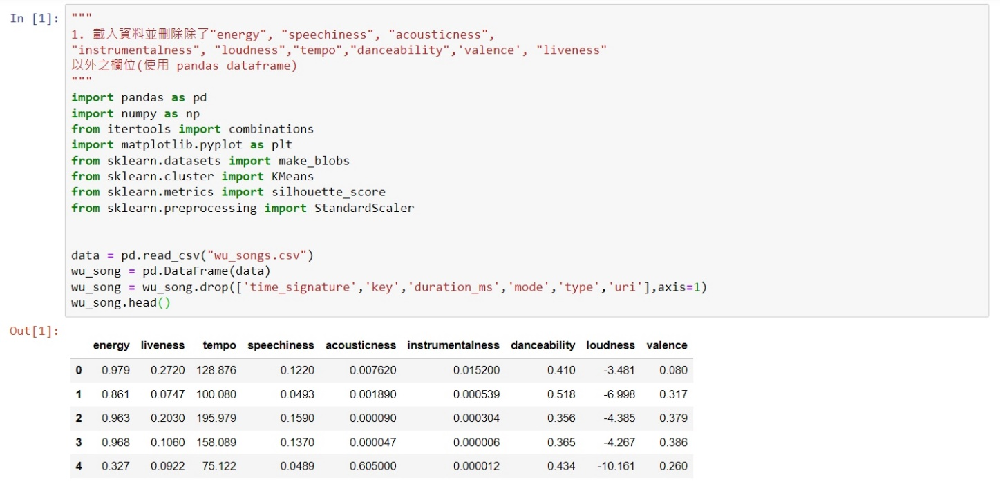 In [1]:
"""
1. 載入資料並刪除除了"energy", "speechiness", "acousticness",
"instrumentalness", "loudness","tempo","danceability",'valence', "liveness"
以外之欄位(使用 pandas dataframe)
"""
import pandas as pd
import numpy as np
from itertools import combinations
import matplotlib.pyplot as plt
from sklearn.datasets import make_blobs
from sklearn.cluster import KMeans
from sklearn.metrics import silhouette_score
from sklearn.preprocessing import StandardScaler
data = pd.read_csv("wu_songs.csv")
wu_song = pd.DataFrame(data)
wu_song = wu_song.drop(['time_signature','key','duration_ms','mode','type','uri'],axis=1)
wu_song.head()
Out[1]:
energy liveness tempo speechiness acousticness instrumentalness danceability loudness valence
0 0.979 0.2720 128.876 0.1220 0.007620 0.015200 0.410 -3.481 0.080
1 0.861 0.0747 100.080 0.0493 0.001890 0.000539 0.518 -6.998 0.317
2 0.963 0.2030 195.979 0.1590 0.000090 0.000304 0.356 -4.385 0.379
3 0.968 0.1060 158.089 0.1370 0.000047 0.000006 0.365 -4.267 0.386
4 0.327 0.0922 75.122 0.0489 0.605000 0.000012 0.434 -10.161 0.260